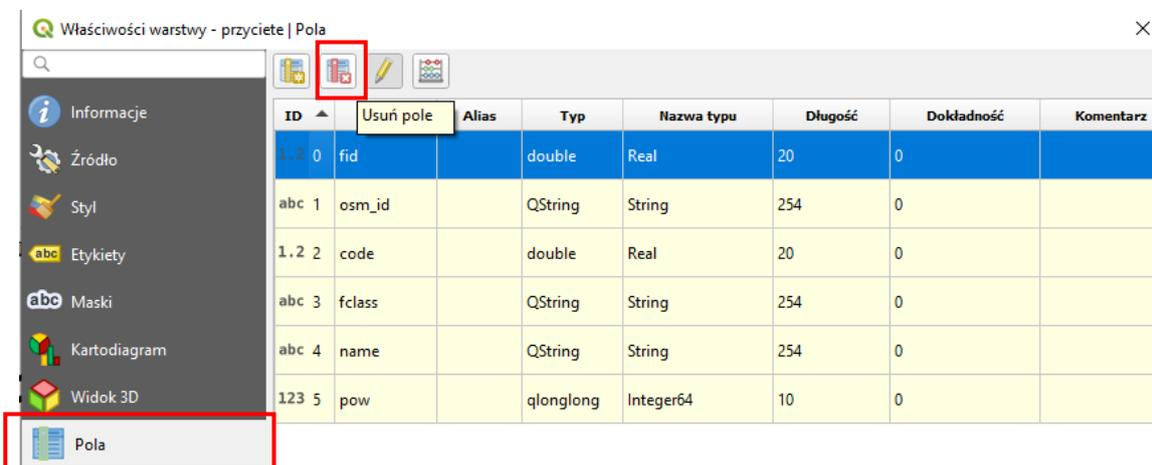 Właściwości warstwy - przyciete | Pola
Informacje
Źródło
Styl
abc Etykiety
abc Maski
Kartodiagram
Widok 3D
Pola
Usuń pole
ID Alias Typ Nazwa typu Długość Dokładność Komentarz
1.2 0 fid double Real 20 0
abc 1 osm_id QString String 254 0
1.2 2 code double Real 20 0
abc 3 fclass QString String 254 0
abc 4 name QString String 254 0
123 5 pow qlonglong Integer64 10 0